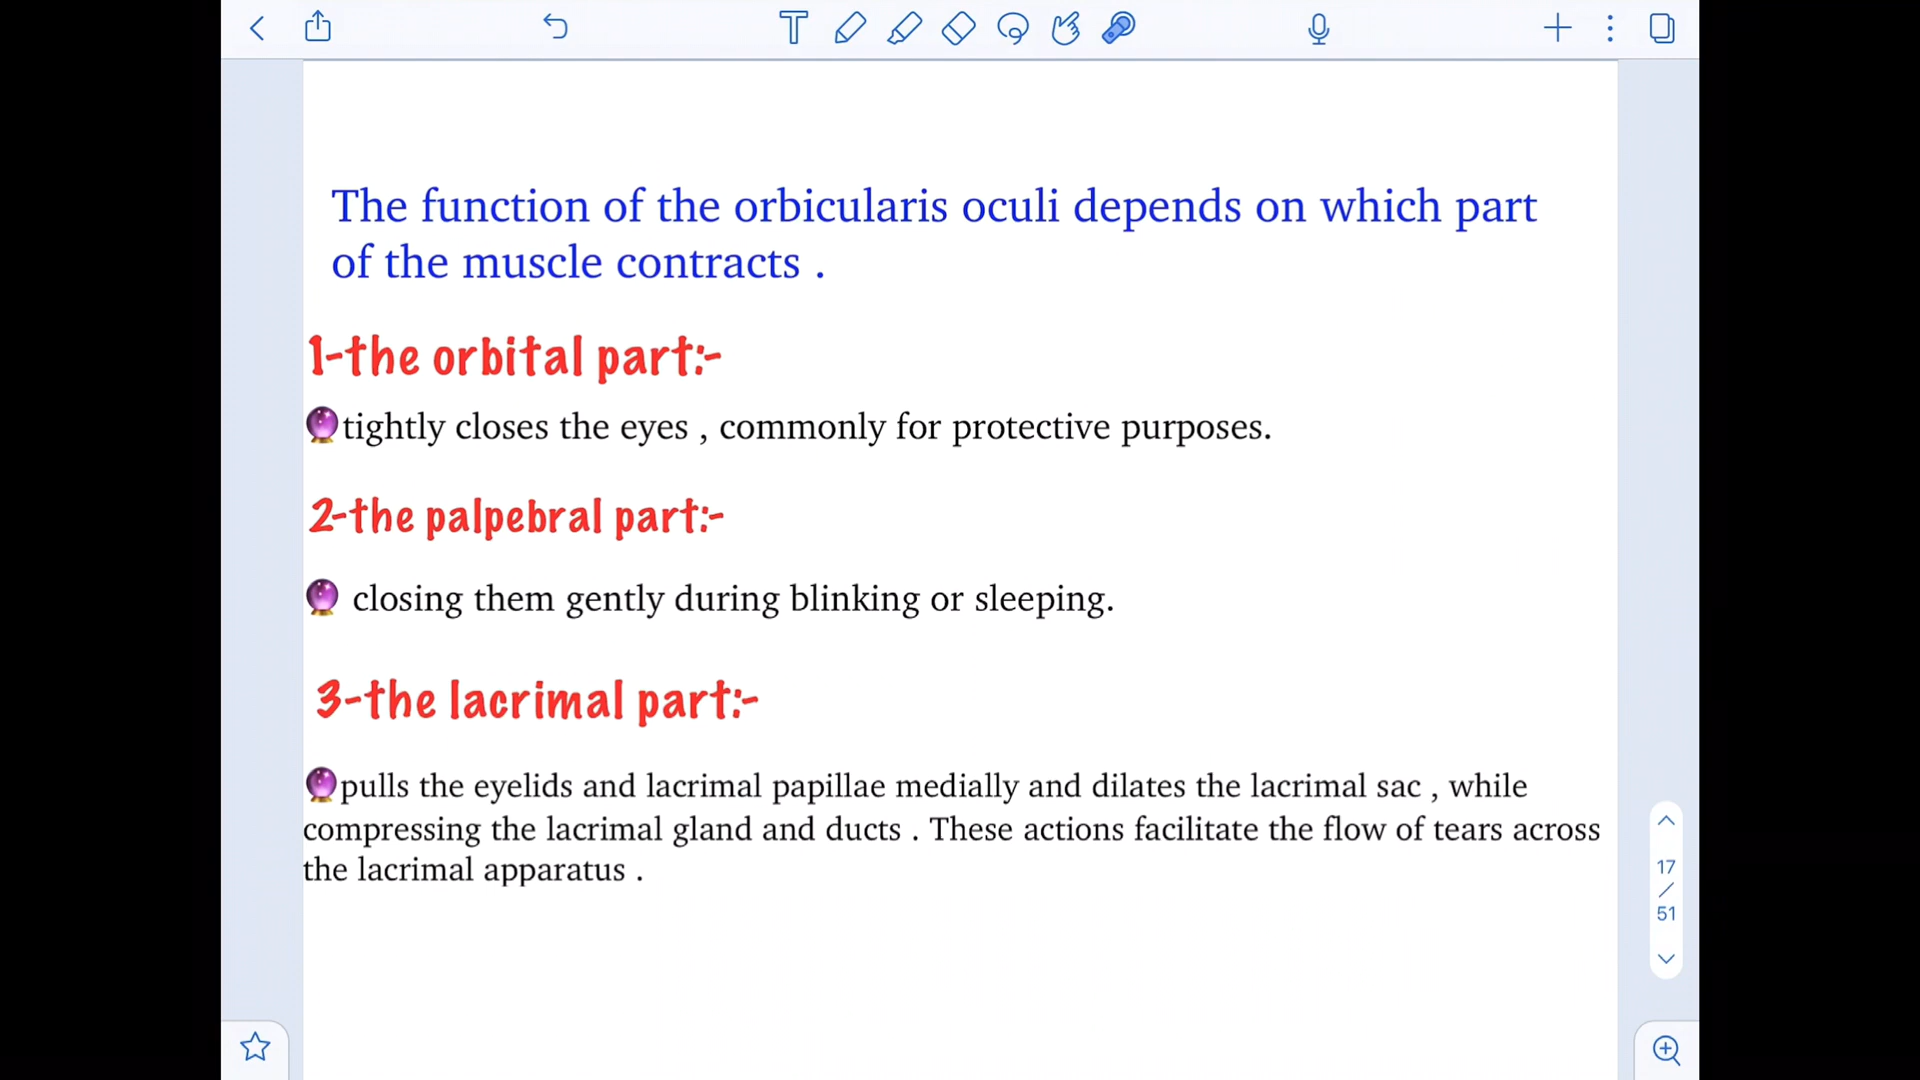 The function of the orbicularis oculi depends on which part
of the muscle contracts .
1-the orbital part:-
tightly closes the eyes , commonly for protective purposes.
2-the palpebral part:-
closing them gently during blinking or sleeping.
3-the lacrimal part:-
pulls the eyelids and lacrimal papillae medially and dilates the lacrimal sac , while
compressing the lacrimal gland and ducts . These actions facilitate the flow of tears across
the lacrimal apparatus .
17
/
51